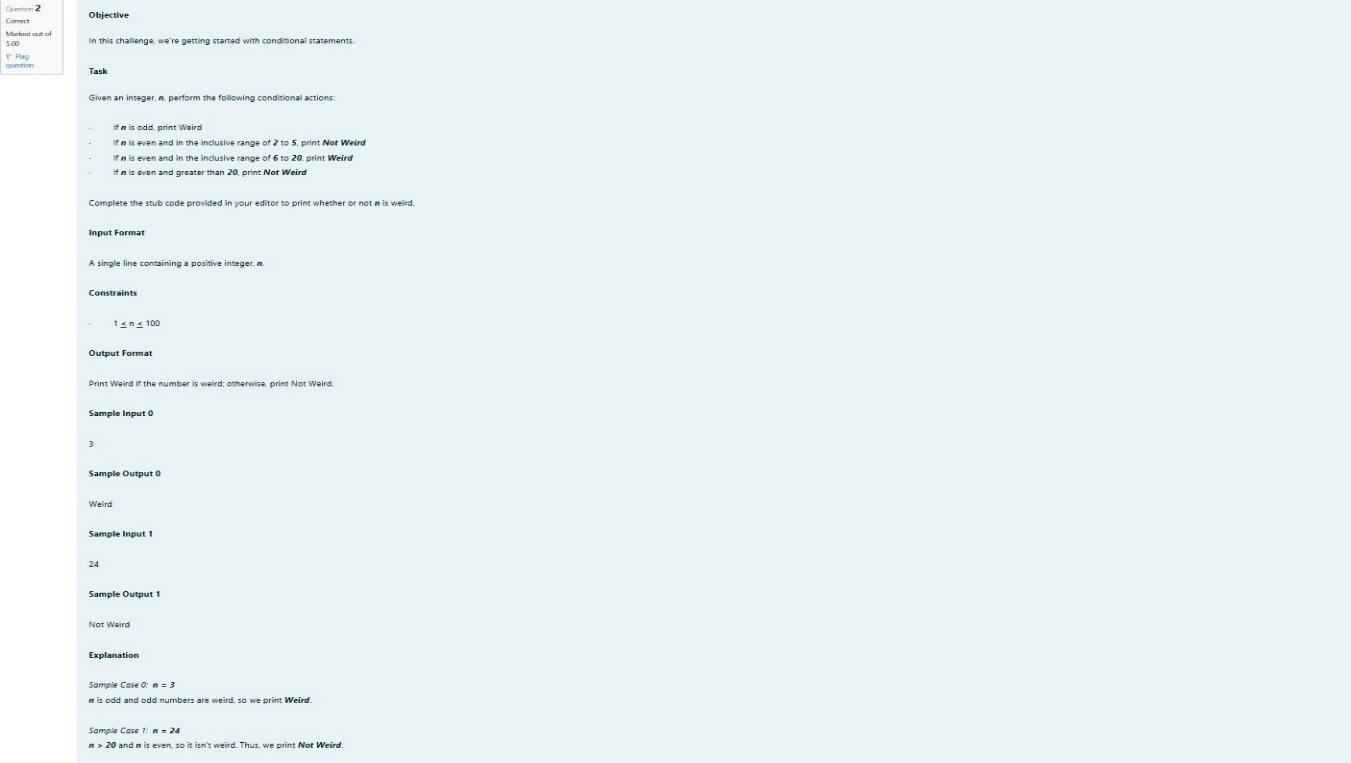 Question 2
Correct
Marked out of
5.00
Flag
question
Objective
In this challenge, we're getting started with conditional statements.
Task
Given an integer, n, perform the following conditional actions:
· If n is odd, print Weird
· If n is even and in the inclusive range of 2 to 5, print Not Weird
· If n is even and in the inclusive range of 6 to 20, print Weird
· If n is even and greater than 20, print Not Weird
Complete the stub code provided in your editor to print whether or not n is weird.
Input Format
A single line containing a positive integer, n.
Constraints
· 1 ≤ n ≤ 100
Output Format
Print Weird if the number is weird; otherwise, print Not Weird.
Sample Input 0
3
Sample Output 0
Weird
Sample Input 1
24
Sample Output 1
Not Weird
Explanation
Sample Case 0: n = 3
n is odd and odd numbers are weird, so we print Weird.
Sample Case 1: n = 24
n > 20 and n is even, so it isn't weird. Thus, we print Not Weird.